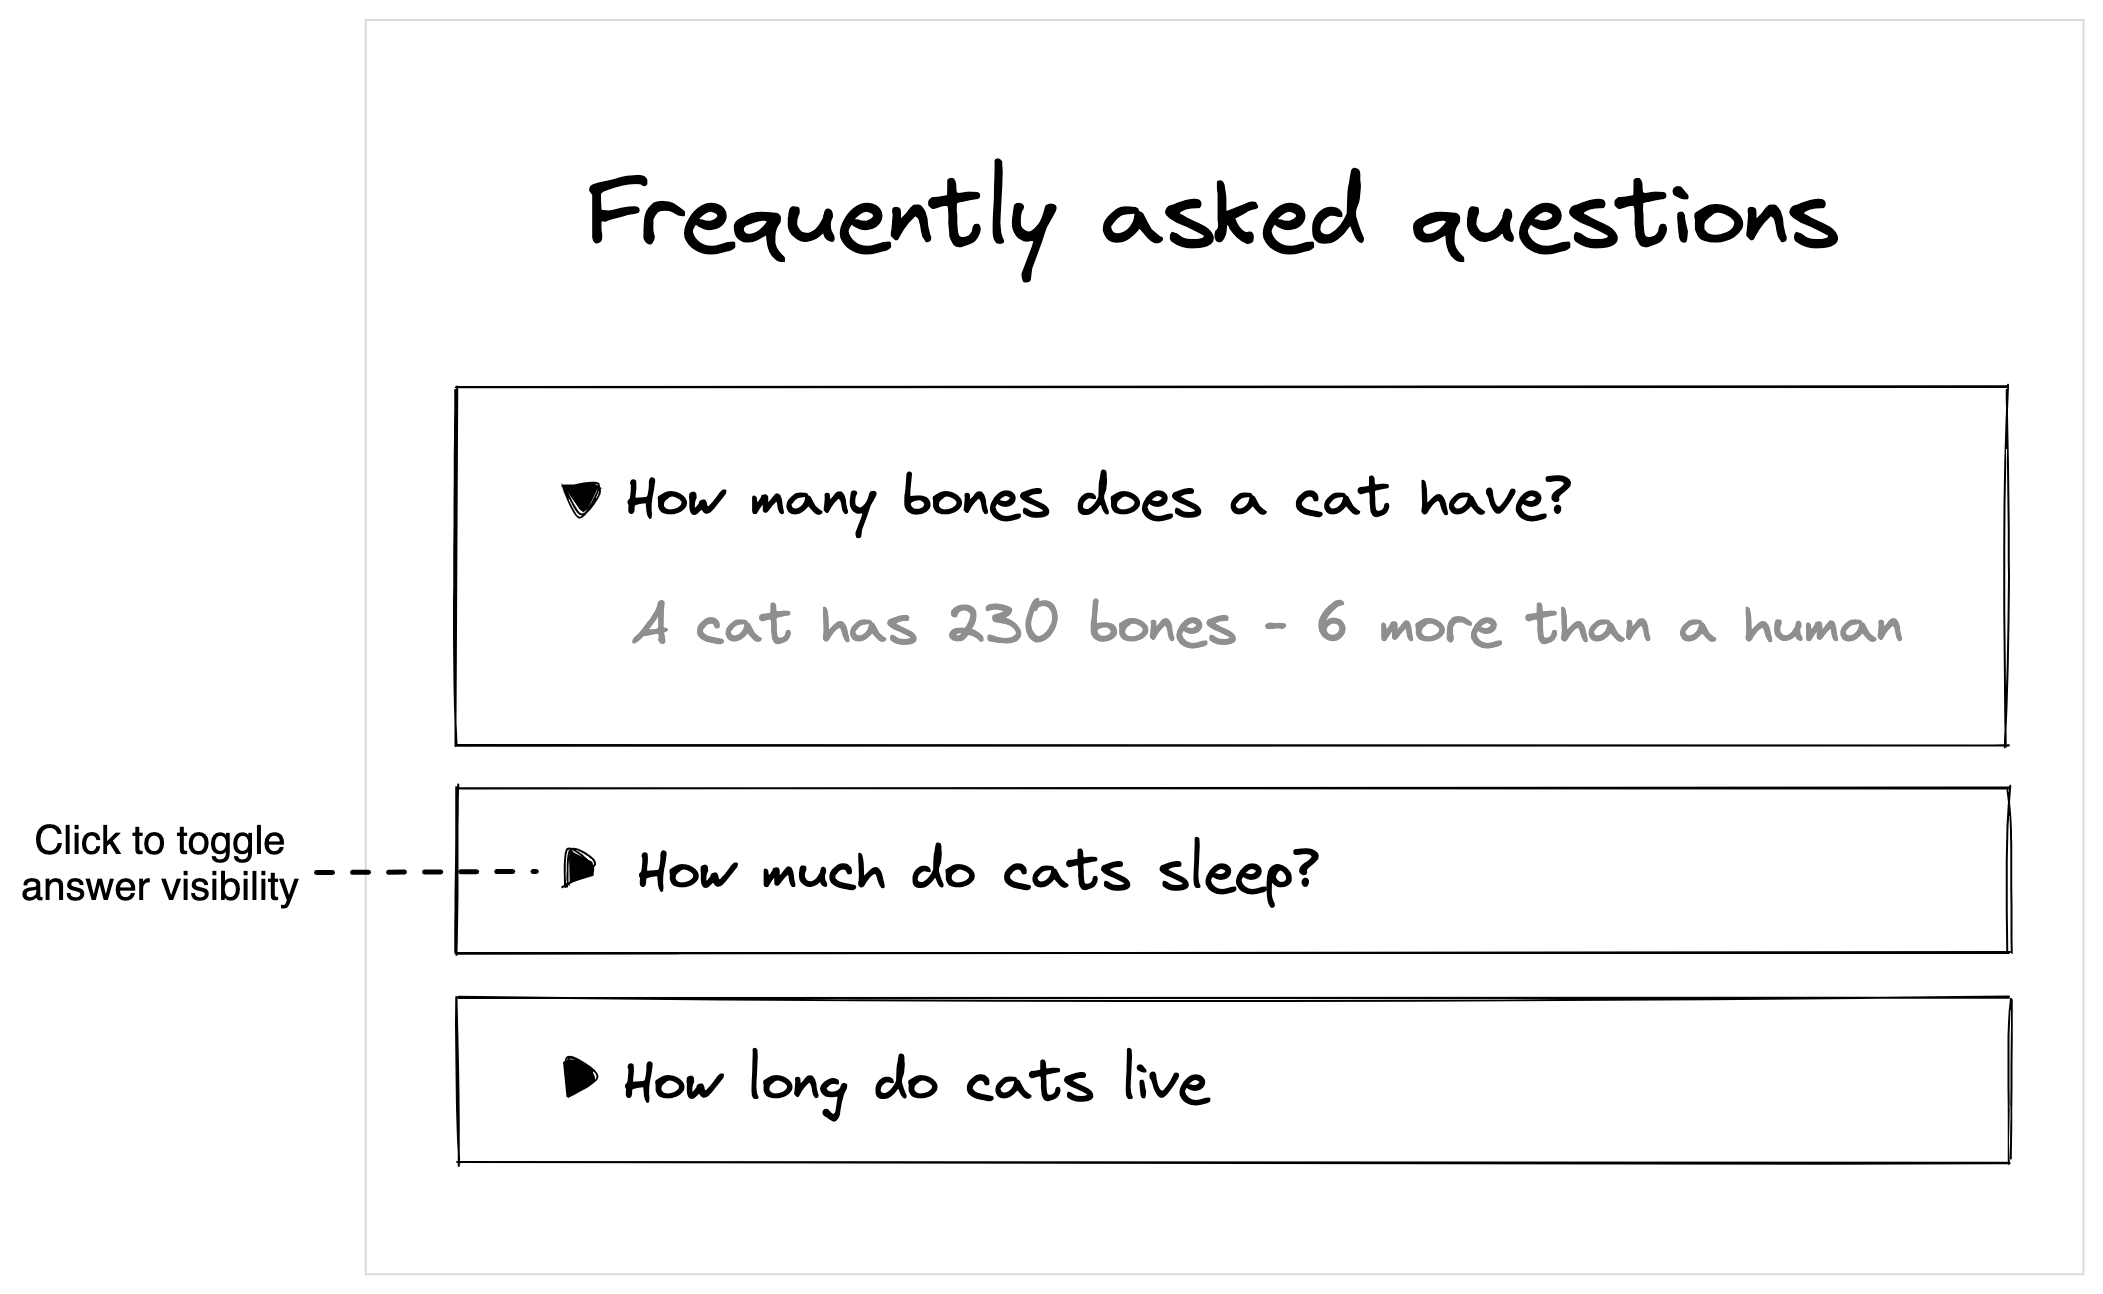 Frequently asked questions
How many bones does a cat have?
A cat has 230 bones - 6 more than a human
Click to toggle
answer visibility
How much do cats sleep?
How long do cats live